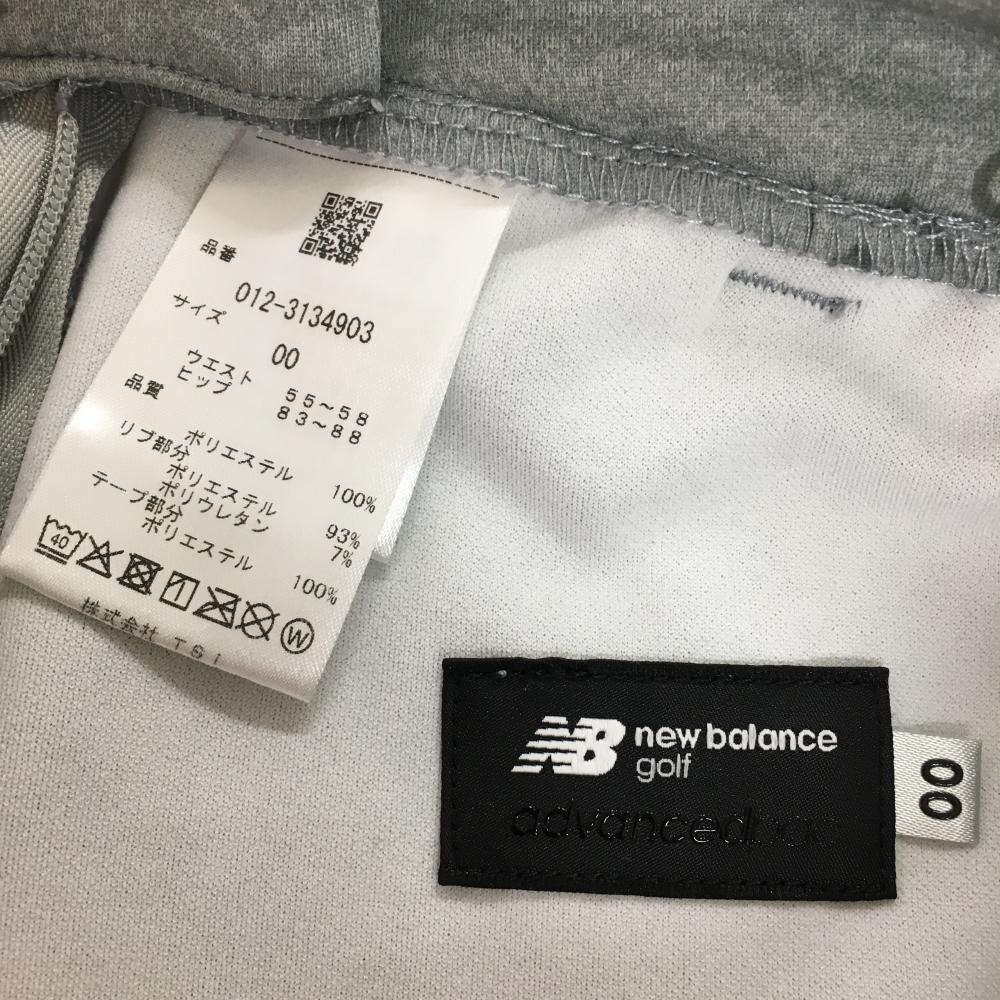 品番
012-3134903
サイズ
00
ウエスト 55~58
ヒップ 83~88
品質
ポリエステル 100%
リブ部分
ポリエステル 93%
ポリウレタン 7%
テープ部分
ポリエステル 100%
40
W
株式会社 TSI
NB new balance
golf
advancedpac
00